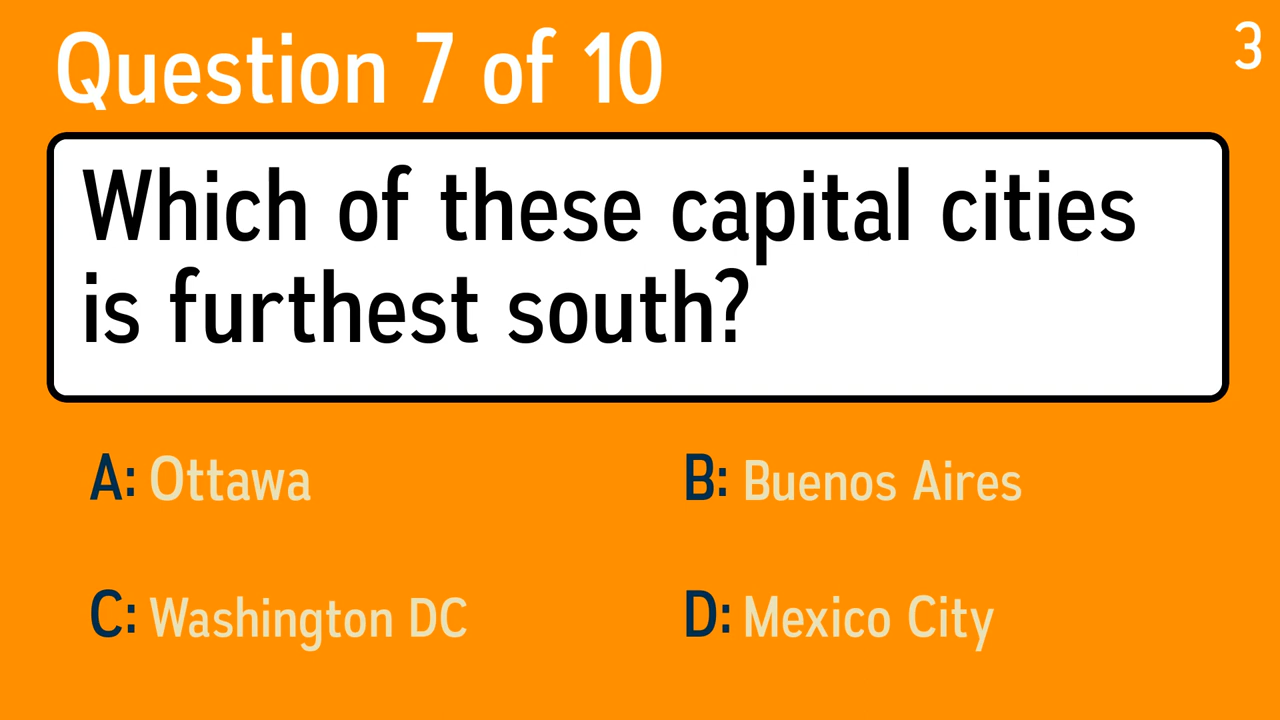 Question 7 of 10
3
Which of these capital cities
is furthest south?
A: Ottawa
B: Buenos Aires
C: Washington DC
D: Mexico City